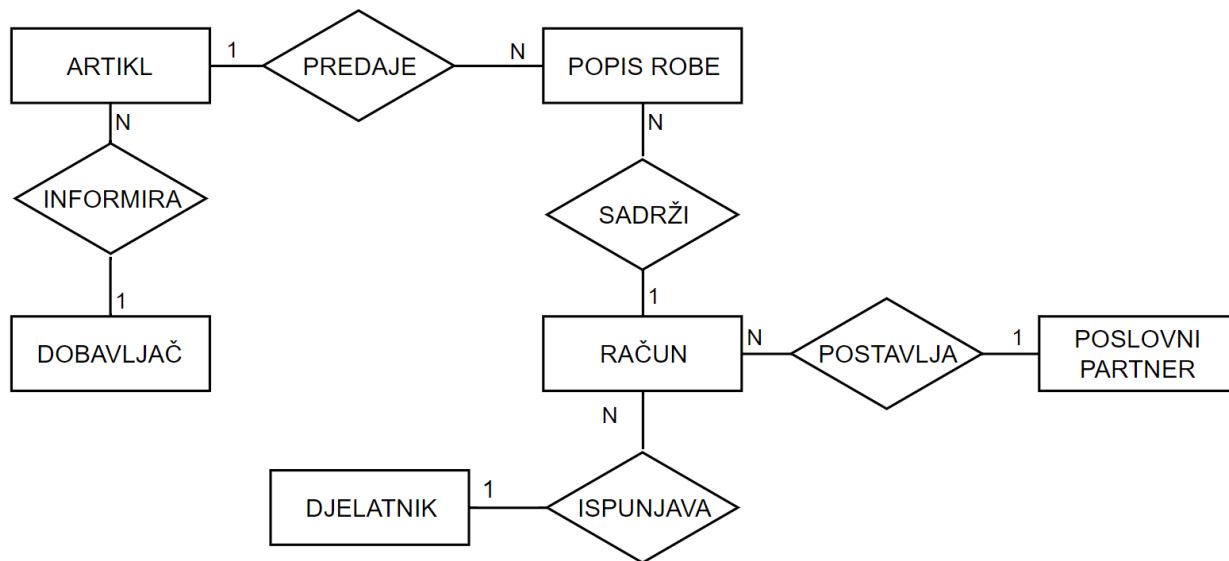 ARTIKL
1
PREDAJE
N
POPIS ROBE
N
N
INFORMIRA
SADRŽI
1
1
DOBAVLJAČ
RAČUN
N
POSTAVLJA
1
POSLOVNI
PARTNER
N
DJELATNIK
1
ISPUNJAVA